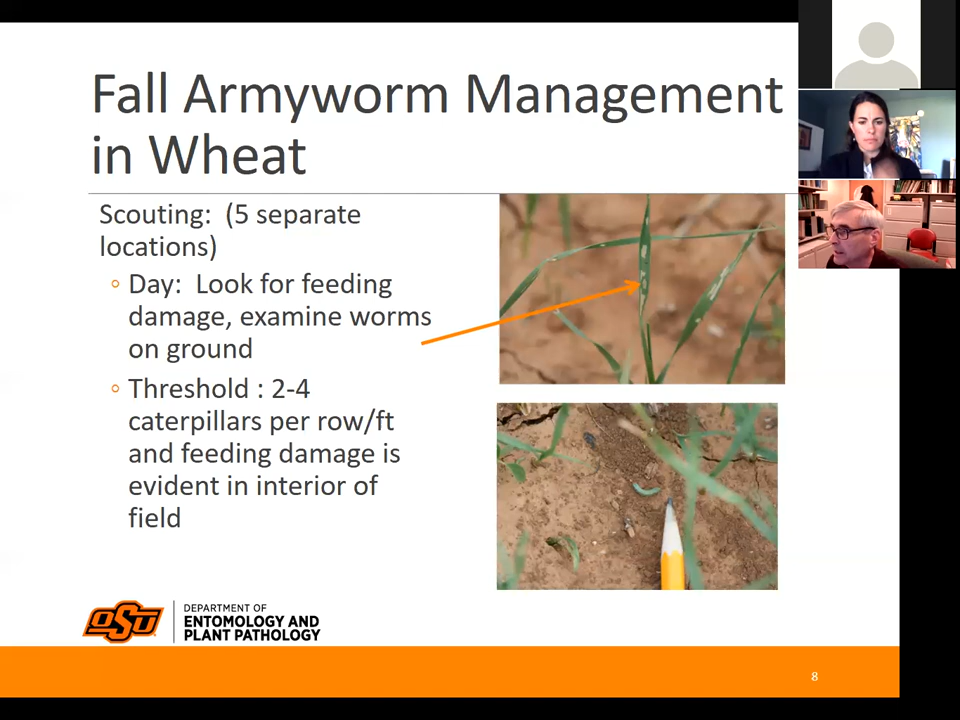 Fall Armyworm Management
in Wheat
Scouting: (5 separate
locations)
Day: Look for feeding
damage, examine worms
on ground
Threshold : 2-4
caterpillars per row/ft
and feeding damage is
evident in interior of
field
OSU
DEPARTMENT OF
ENTOMOLOGY AND
PLANT PATHOLOGY
8